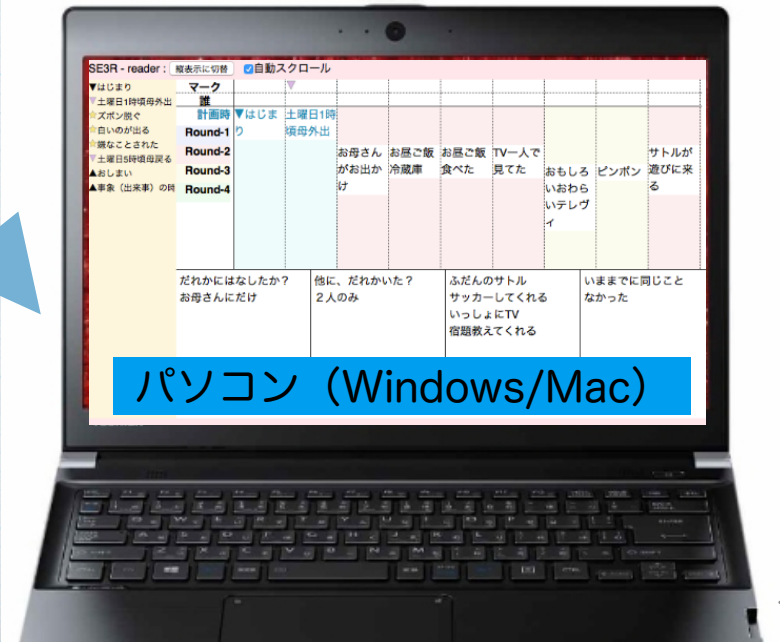 SE3R - reader : 縦表示に切替 自動スクロール
▼はじまり
▼土曜日1時頃母外出
☆ズボン脱ぐ
☆白いのが出る
☆嫌なことされた
▼土曜日5時頃母戻る
▲おしまい
▲事象（出来事）の時
マーク ▼
誰
計画時
Round-1
Round-2
Round-3
Round-4
▼はじま
り
土曜日1時
頃母外出
お母さん
がお出か
け
お昼ご飯
冷蔵庫
お昼ご飯
食べた
TV一人で
見てた
おもしろ
いおわら
いテレヴ
ィ
ピンポン
サトルが
遊びに来
る
だれかにはなしたか？
お母さんにだけ
他に、だれかいた？
２人のみ
ふだんのサトル
サッカーしてくれる
いっしょにTV
宿題教えてくれる
いままでに同じこと
なかった
パソコン（Windows/Mac）